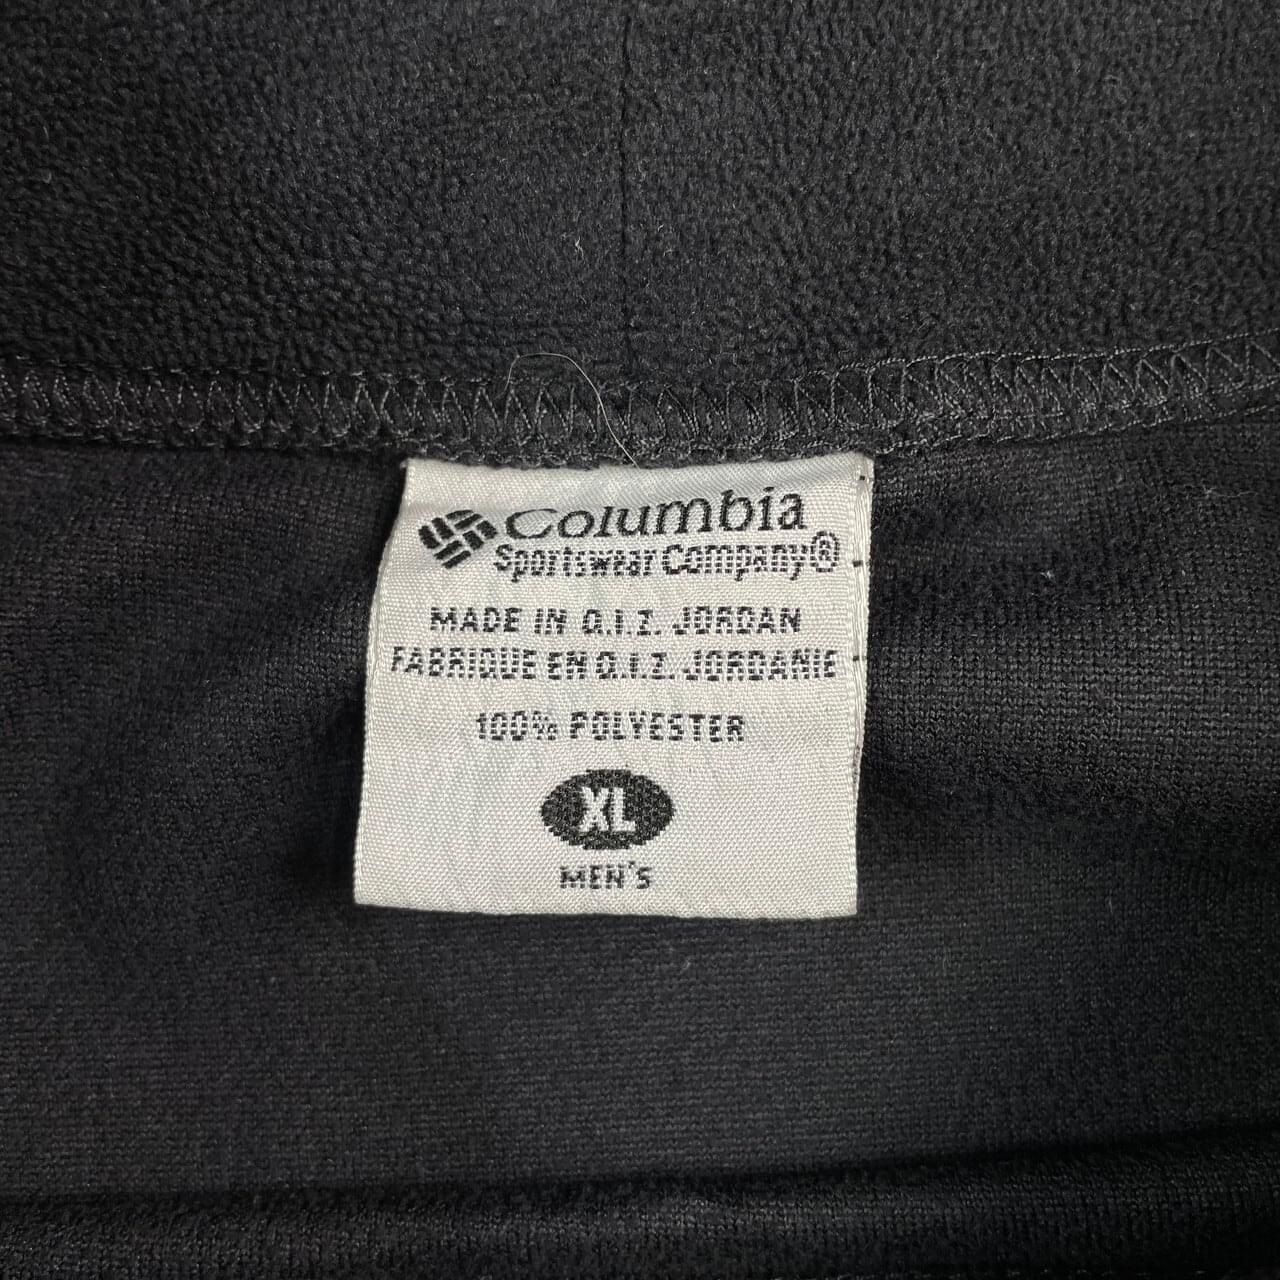 Columbia
Sportswear Company®
MADE IN Q.I.Z. JORDAN
FABRIQUE EN Q.I.Z. JORDANIE
100% POLYESTER
XL
MEN'S